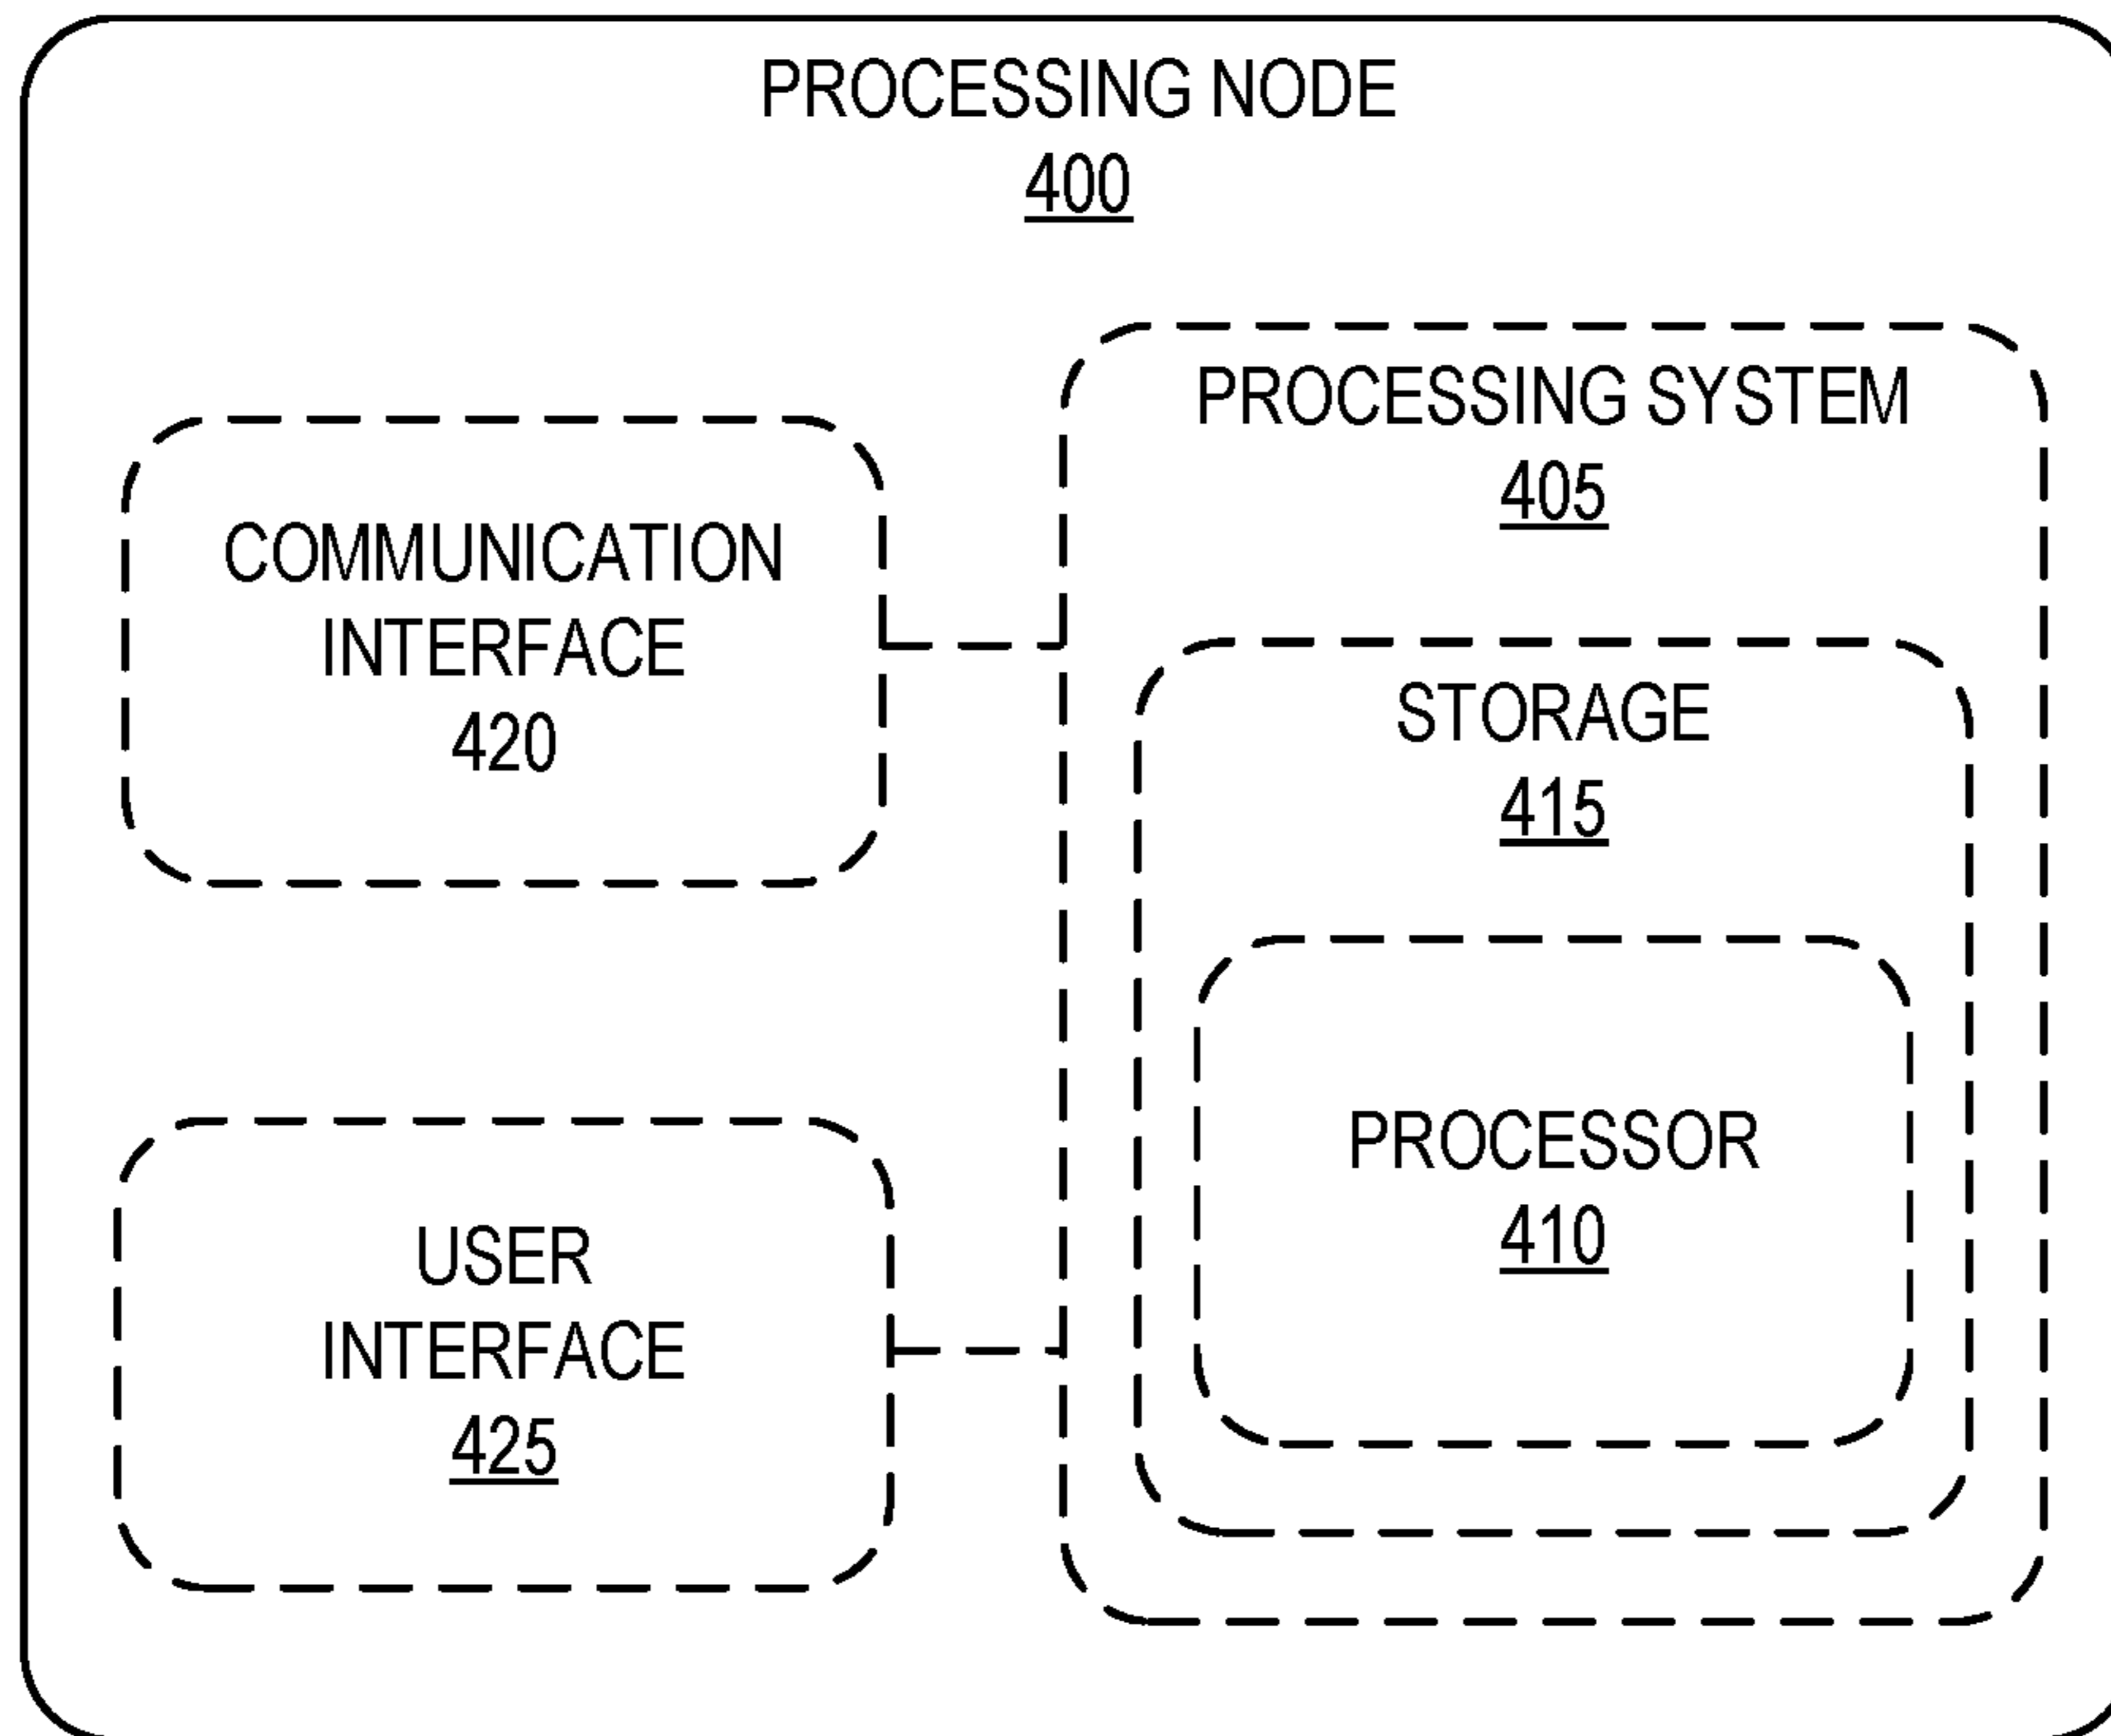 PROCESSING NODE
400
PROCESSING SYSTEM
405
COMMUNICATION
INTERFACE
420
STORAGE
415
PROCESSOR
410
USER
INTERFACE
425